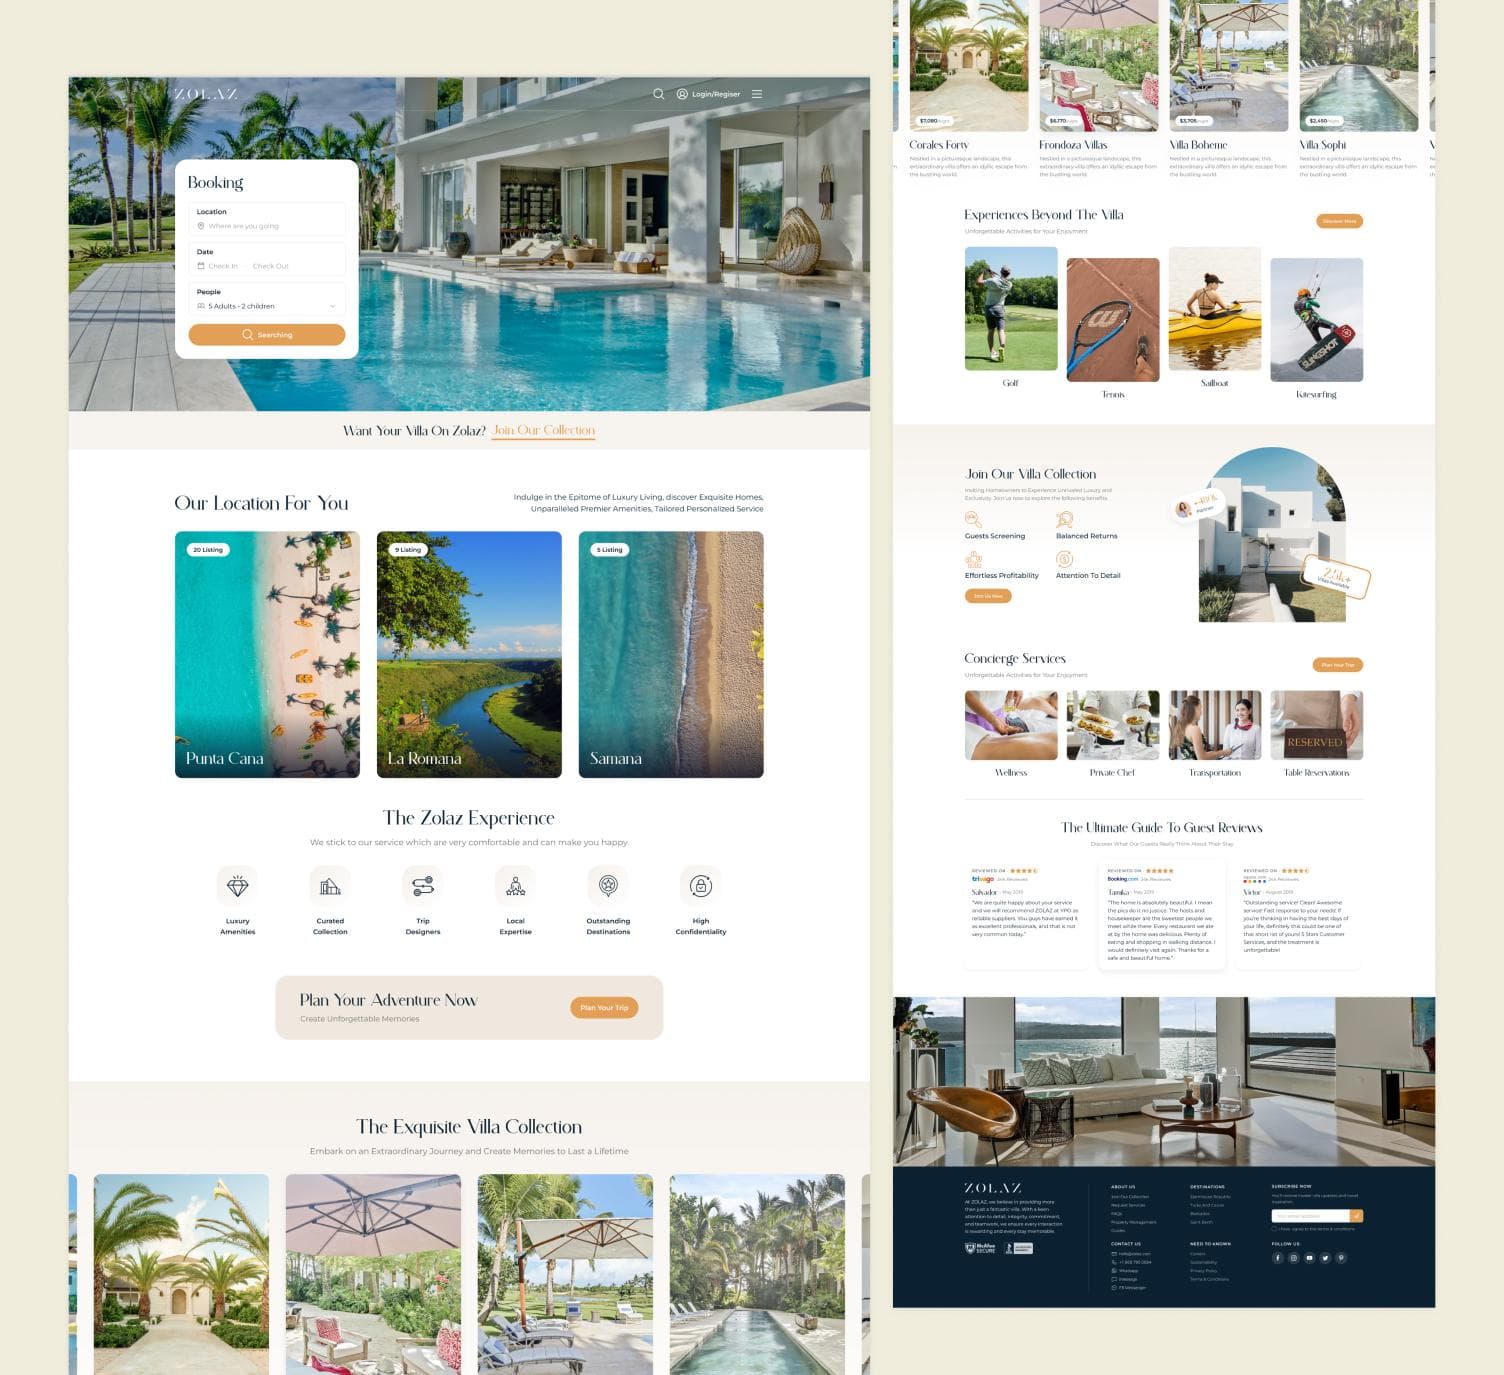 ZOLAZ
Login/Regiser
Booking
Location
Where are you going
Date
Check In
Check Out
People
5 Adults - 2 children
Searching
Want Your Villa On Zolaz? Join Our Collection
Our Location For You
Indulge in the Epitome of Luxury Living, discover Exquisite Homes,
Unparalleled Premier Amenities, Tailored Personalized Service
20 Listing
Punta Cana
9 Listing
La Romana
5 Listing
Samana
The Zolaz Experience
We stick to our service which are very comfortable and can make you happy.
Luxury
Amenities
Curated
Collection
Trip
Designers
Local
Expertise
Outstanding
Destinations
High
Confidentiality
Plan Your Adventure Now
Create Unforgettable Memories
Plan Your Trip
The Exquisite Villa Collection
Embark on an Extraordinary Journey and Create Memories to Last a Lifetime
$7,080/Night
Corales Forty
Nestled in a picturesque landscape, this
extraordinary villa offers an idyllic escape from
the bustling world.
$6,170/Night
Frondoza Villas
Nestled in a picturesque landscape, this
extraordinary villa offers an idyllic escape from
the bustling world.
$3,705/Night
Villa Boheme
Nestled in a picturesque landscape, this
extraordinary villa offers an idyllic escape from
the bustling world.
$2,450/Night
Villa Sophi
Nestled in a picturesque landscape, this
extraordinary villa offers an idyllic escape from
the bustling world.
Experiences Beyond The Villa
Unforgettable Activities for Your Enjoyment
Discover More
Golf
Tennis
Sailboat
SLINGSHOT
Kitesurfing
Join Our Villa Collection
Inviting Homeowners to Experience Unrivaled Luxury and
Exclusivity. Join us now to explore the following benefits.
Guests Screening
Balanced Returns
Effortless Profitability
Attention To Detail
Join Us Now
Partner
2.5k+
Villas Available
Concierge Services
Unforgettable Activities for Your Enjoyment
Plan Your Trip
Wellness
Private Chef
Transportation
RESERVED
Table Reservations
The Ultimate Guide To Guest Reviews
Discover What Our Guests Really Think About Their Stay
REVIEWED ON
trivago 24k Reviewes
Salvador - May 2019
"We are quite happy about your service
and we will recommend ZOLAZ at YPO as
reliable suppliers. You guys have earned it
as excellent professionals, and that is not
very common today."
REVIEWED ON
Booking.com 24k Reviewes
Tamika - May 2019
"The home is absolutely beautiful. I mean
the pics do it no justice. The hosts and
housekeeper are the sweetest people we
meet while there. Every restaurant we ate
at by the home was delicious. Plenty of
eating and shopping in walking distance. I
would definitely visit again. Thanks for a
safe and beautiful home."
REVIEWED ON
24k Reviewes
Victor - August 2019
"Outstanding service! Clean! Awesome
service! Fast response to your needs! If
you're thinking in having the best days of
your life, definitely this could be one of
that short list of yours! 5 Stars Customer
Services, and the treatment is
unforgettable!
ZOLAZ
At ZOLAZ, we believe in providing more
than just a fantastic villa. With a keen
attention to detail, integrity, commitment,
and teamwork, we ensure every interaction
is rewarding and every stay memorable.
McAfee
SECURE
ABOUT US
Join Our Collection
Request Services
FAQs
Property Management
Guides
CONTACT US
hello@zolaz.com
Whatsapp
iMessage
FB Messenger
DESTINATIONS
Dominican Republic
Turks And Caicos
Barbados
Saint Barth
NEED TO KNOWN
Careers
Sustainability
Privacy Policy
Terms & Conditions
SUBSCRIBE NOW
You'll receive insider villa updates and travel
inspiration.
Your email address
I have agree to the terms & conditions
FOLLOW US: